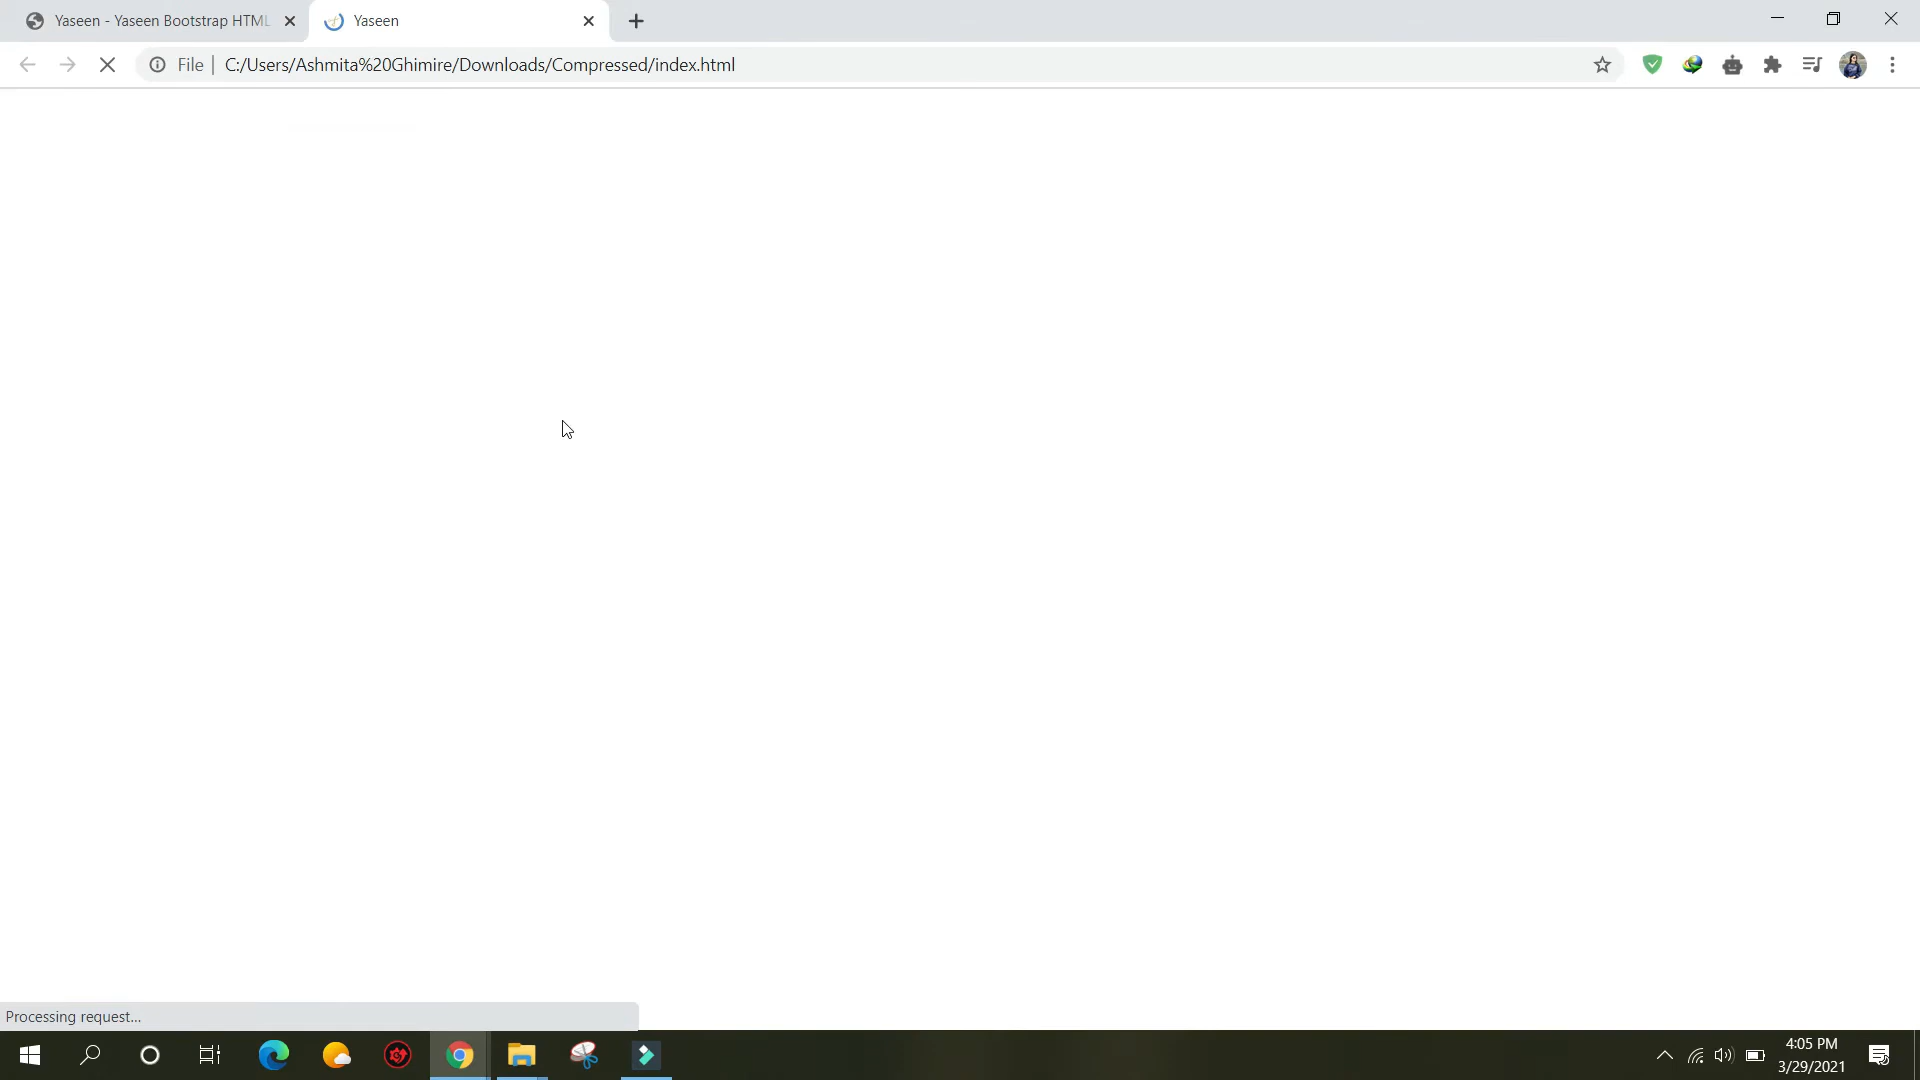 Yaseen - Yaseen Bootstrap HTML
Yaseen
File
C:/Users/Ashmita%20Ghimire/Downloads/Compressed/index.html
Processing request...
4:05 PM
3/29/2021